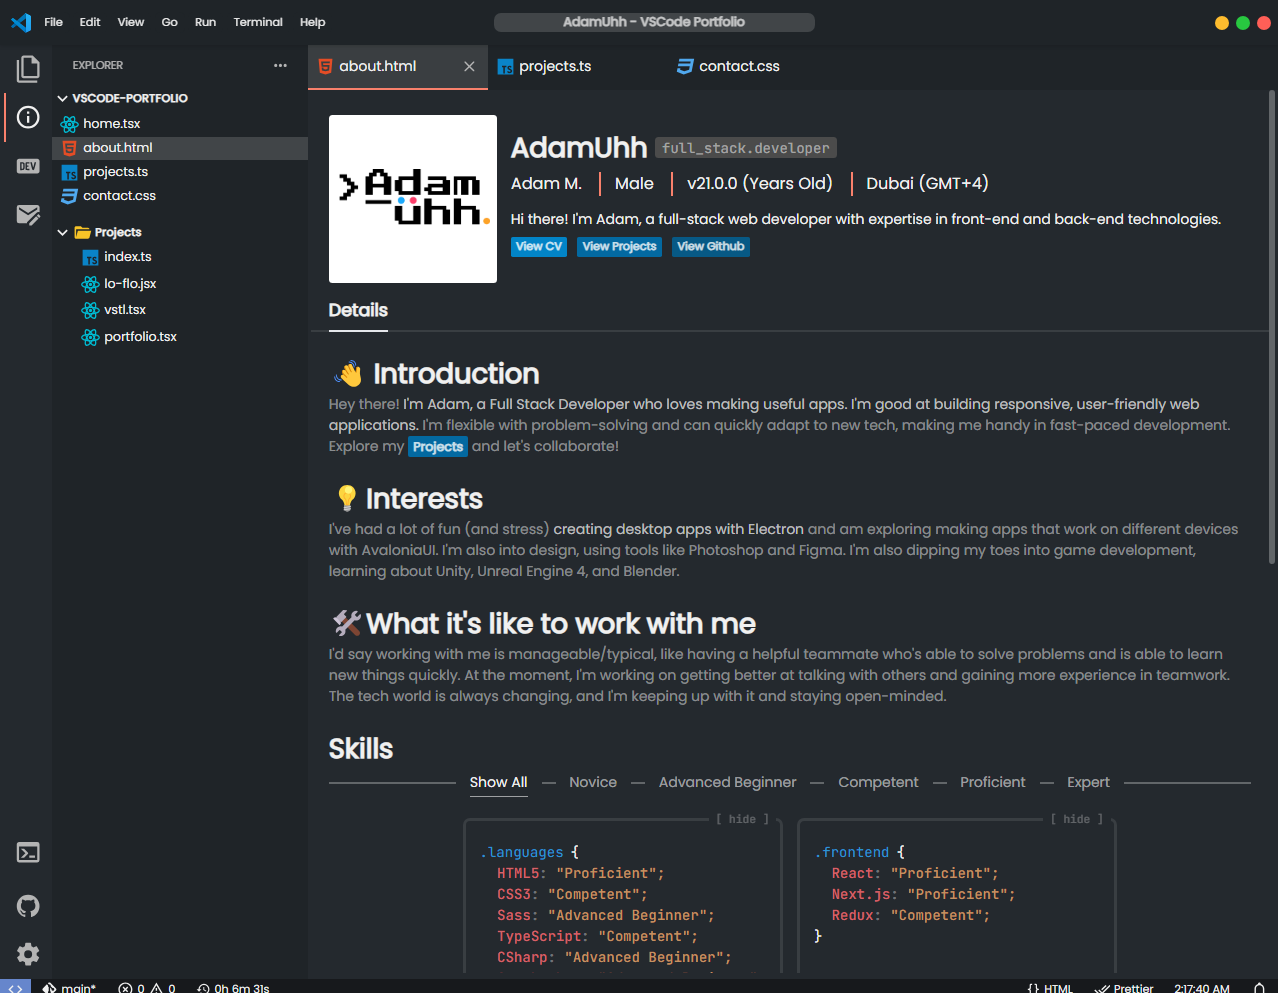 File Edit View Go Run Terminal Help
AdamUhh - VSCode Portfolio
EXPLORER
VSCODE-PORTFOLIO
home.tsx
about.html
projects.ts
contact.css
Projects
index.ts
lo-flo.jsx
vstl.tsx
portfolio.tsx
DEV
about.html projects.ts contact.css
Adam
uhh.
AdamUhh full_stack.developer
Adam M. | Male | v21.0.0 (Years Old) | Dubai (GMT+4)
Hi there! I'm Adam, a full-stack web developer with expertise in front-end and back-end technologies.
View CV View Projects View Github
Details
👋 Introduction
Hey there! I'm Adam, a Full Stack Developer who loves making useful apps. I'm good at building responsive, user-friendly web
applications. I'm flexible with problem-solving and can quickly adapt to new tech, making me handy in fast-paced development.
Explore my Projects and let's collaborate!
💡 Interests
I've had a lot of fun (and stress) creating desktop apps with Electron and am exploring making apps that work on different devices
with AvaloniaUI. I'm also into design, using tools like Photoshop and Figma. I'm also dipping my toes into game development,
learning about Unity, Unreal Engine 4, and Blender.
🛠 What it's like to work with me
I'd say working with me is manageable/typical, like having a helpful teammate who's able to solve problems and is able to learn
new things quickly. At the moment, I'm working on getting better at talking with others and gaining more experience in teamwork.
The tech world is always changing, and I'm keeping up with it and staying open-minded.
Skills
Show All — Novice — Advanced Beginner — Competent — Proficient — Expert
[ hide ]
.languages {
HTML5: "Proficient";
CSS3: "Competent";
Sass: "Advanced Beginner";
TypeScript: "Competent";
CSharp: "Advanced Beginner";
[ hide ]
.frontend {
React: "Proficient";
Next.js: "Proficient";
Redux: "Competent";
}
main* 0 0 0h 6m 31s
{} HTML Prettier 2:17:40 AM